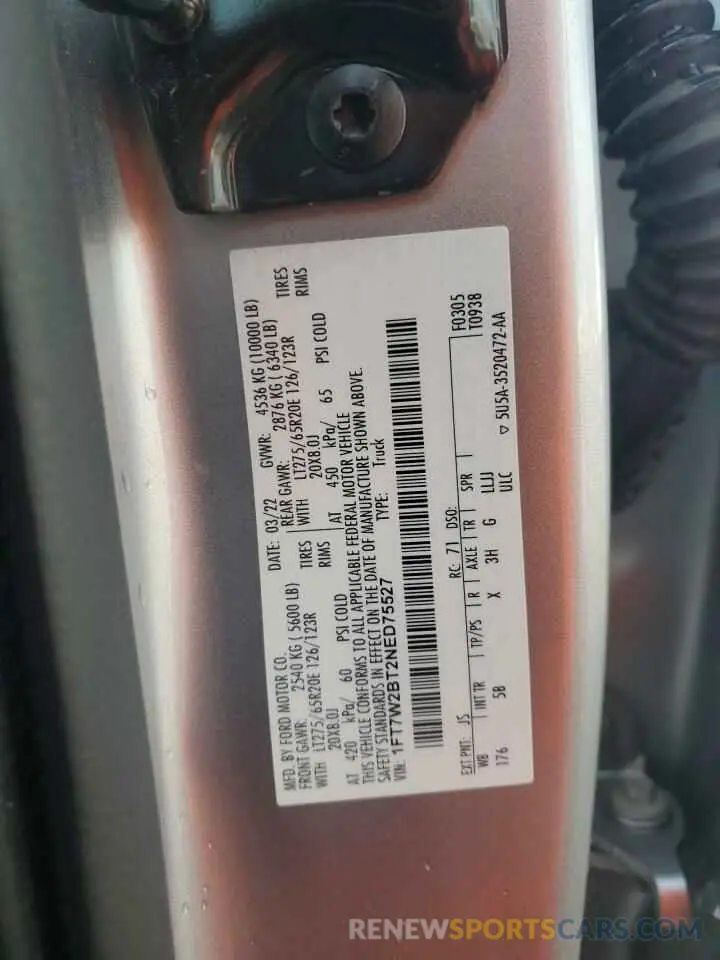 MFD. BY FORD MOTOR CO.
DATE: 03/22 GVWR: 4536 KG (10000 LB)
FRONT GAWR: 2540 KG (5600 LB) REAR GAWR: 2876 KG (6340 LB)
WITH LT275/65R20E 126/123R TIRES WITH LT275/65R20E 126/123R TIRES
20X8.0J RIMS 20X8.0J RIMS
AT 420 kPa/ 60 PSI COLD AT 450 kPa/ 65 PSI COLD
THIS VEHICLE CONFORMS TO ALL APPLICABLE FEDERAL MOTOR VEHICLE
SAFETY STANDARDS IN EFFECT ON THE DATE OF MANUFACTURE SHOWN ABOVE.
VIN: 1FT7W2BT2NED75527 TYPE: Truck
F0305
T0938
EXT PNT: JS RC: 71 DSO:
WB INT TR TP/PS R AXLE TR SPR
176 5B X 3H G LLJJ
ULC
▽ 5U5A-3520472-AA
RENEWSPORTSCARS.COM